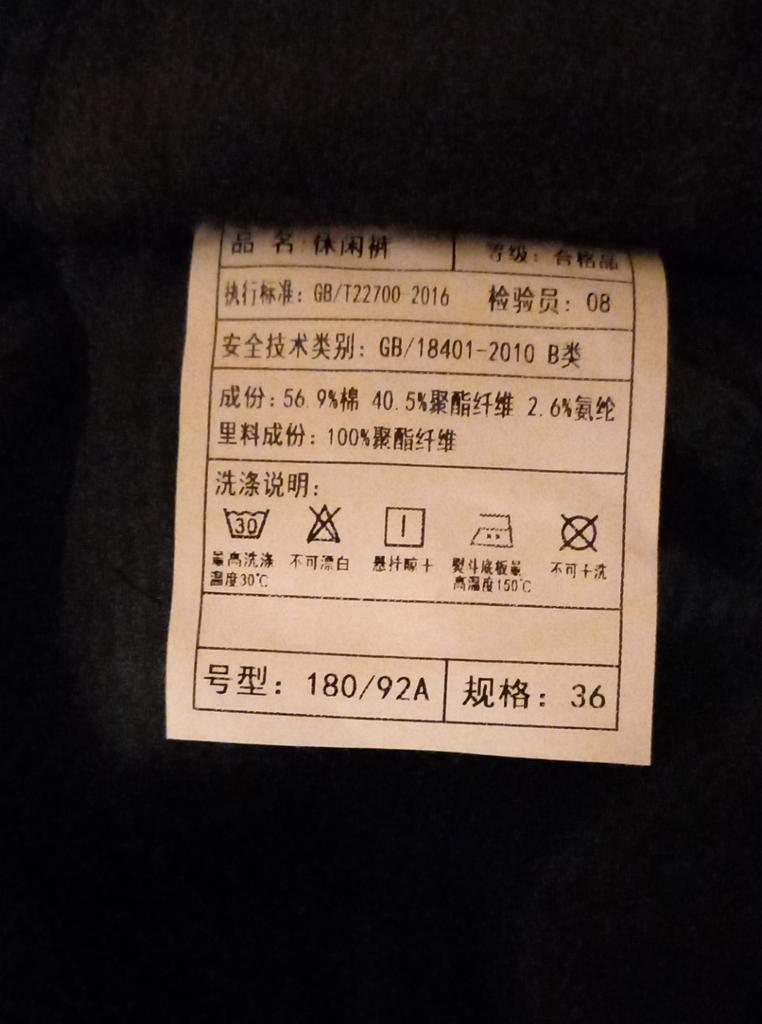 品 名:休闲裤 等级: 合格品
执行标准: GB/T22700-2016 检验员: 08
安全技术类别: GB/18401-2010 B类
成份: 56.9%棉 40.5%聚酯纤维 2.6%氨纶
里料成份: 100%聚酯纤维
洗涤说明:
30
最高洗涤 不可漂白 悬挂晾干 熨斗底板最 不可干洗
温度30℃ 高温度150℃
号型: 180/92A 规格: 36